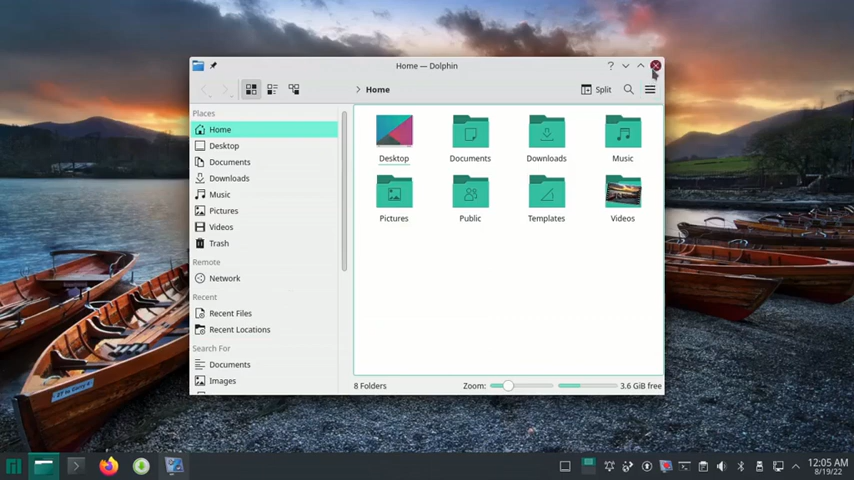 Home — Dolphin
Home
Split
Places
Home
Desktop
Documents
Downloads
Music
Pictures
Videos
Trash
Remote
Network
Recent
Recent Files
Recent Locations
Search For
Documents
Images
Desktop
Documents
Downloads
Music
Pictures
Public
Templates
Videos
8 Folders
Zoom:
3.6 GiB free
12:05 AM
8/19/22